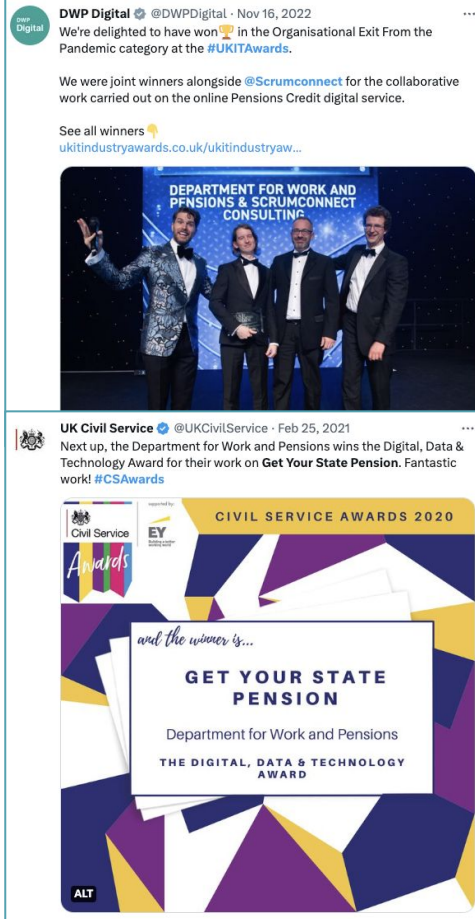 DWP Digital @DWPDigital · Nov 16, 2022 ...
We're delighted to have won🏆 in the Organisational Exit From the
Pandemic category at the #UKITAwards.
We were joint winners alongside @Scrumconnect for the collaborative
work carried out on the online Pensions Credit digital service.
See all winners👇
ukitindustryawards.co.uk/ukitindustryaw...
DWP
Digital
DEPARTMENT FOR WORK AND
PENSIONS & SCRUMCONNECT
CONSULTING
UK Civil Service @UKCivilService · Feb 25, 2021 ...
Next up, the Department for Work and Pensions wins the Digital, Data &
Technology Award for their work on Get Your State Pension. Fantastic
work! #CSAwards
Civil Service
Awards
supported by:
EY
Building a better
working world
CIVIL SERVICE AWARDS 2020
and the winner is...
GET YOUR STATE
PENSION
Department for Work and Pensions
THE DIGITAL, DATA & TECHNOLOGY
AWARD
ALT